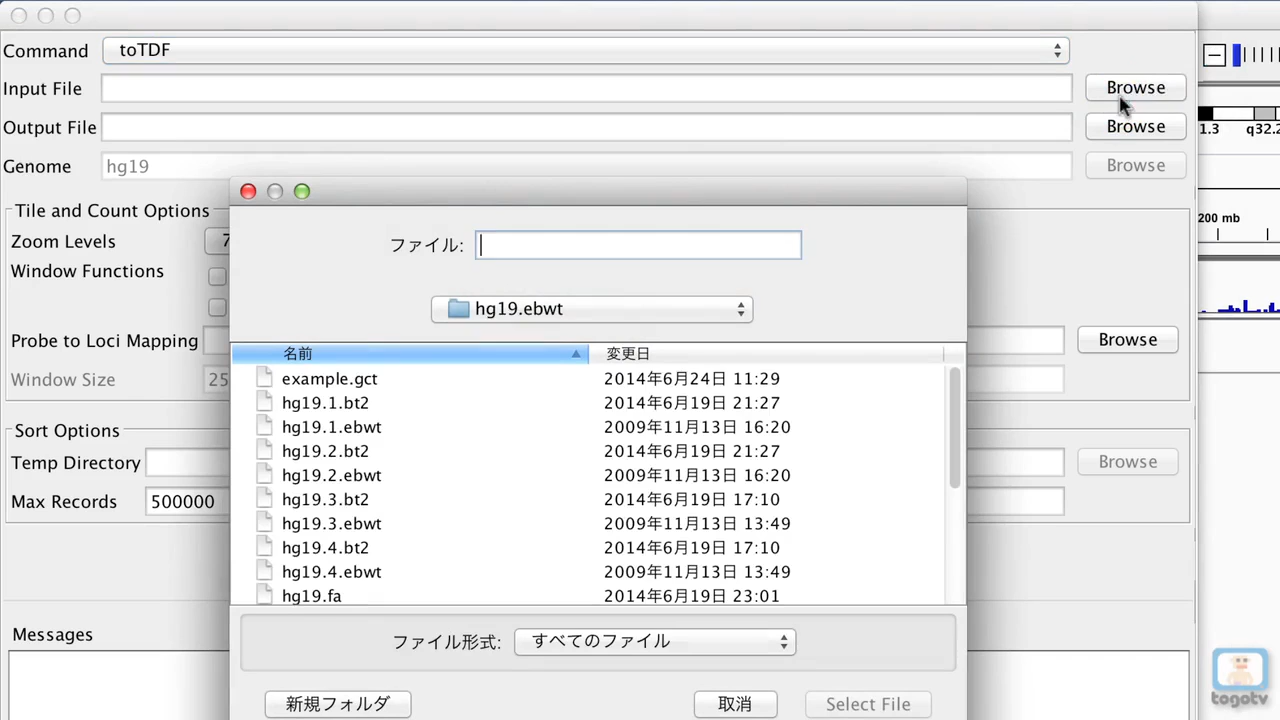 Command toTDF
Input File Browse
Output File Browse
1.3 q32.2
Genome hg19 Browse
Tile and Count Options
200 mb
Zoom Levels 7
ファイル:
Window Functions
hg19.ebwt
Probe to Loci Mapping Browse
名前 変更日
Window Size 25
example.gct 2014年6月24日 11:29
hg19.1.bt2 2014年6月19日 21:27
hg19.1.ebwt 2009年11月13日 16:20
Sort Options
hg19.2.bt2 2014年6月19日 21:27
Temp Directory Browse
hg19.2.ebwt 2009年11月13日 16:20
Max Records 500000
hg19.3.bt2 2014年6月19日 17:10
hg19.3.ebwt 2009年11月13日 13:49
hg19.4.bt2 2014年6月19日 17:10
hg19.4.ebwt 2009年11月13日 13:49
hg19.fa 2014年6月19日 23:01
Messages
ファイル形式: すべてのファイル
新規フォルダ 取消 Select File
togotv